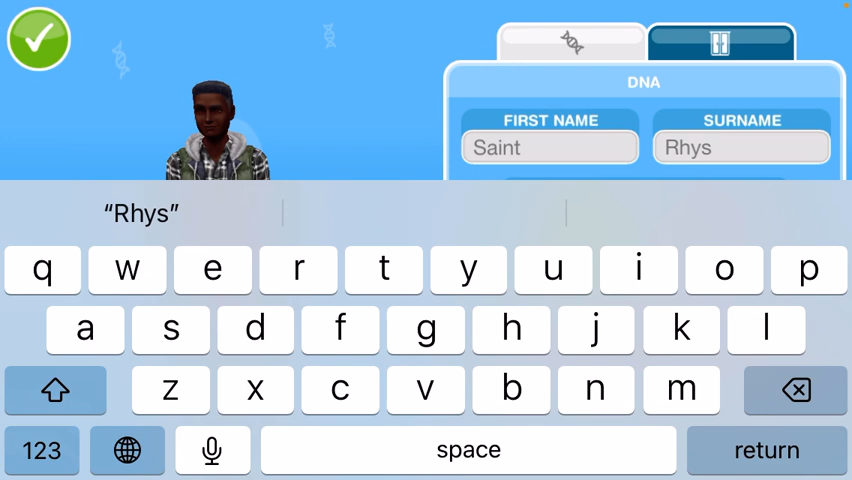 DNA
FIRST NAME SURNAME
Saint Rhys
“Rhys”
q w e r t y u i o p
a s d f g h j k l
z x c v b n m
123 space return